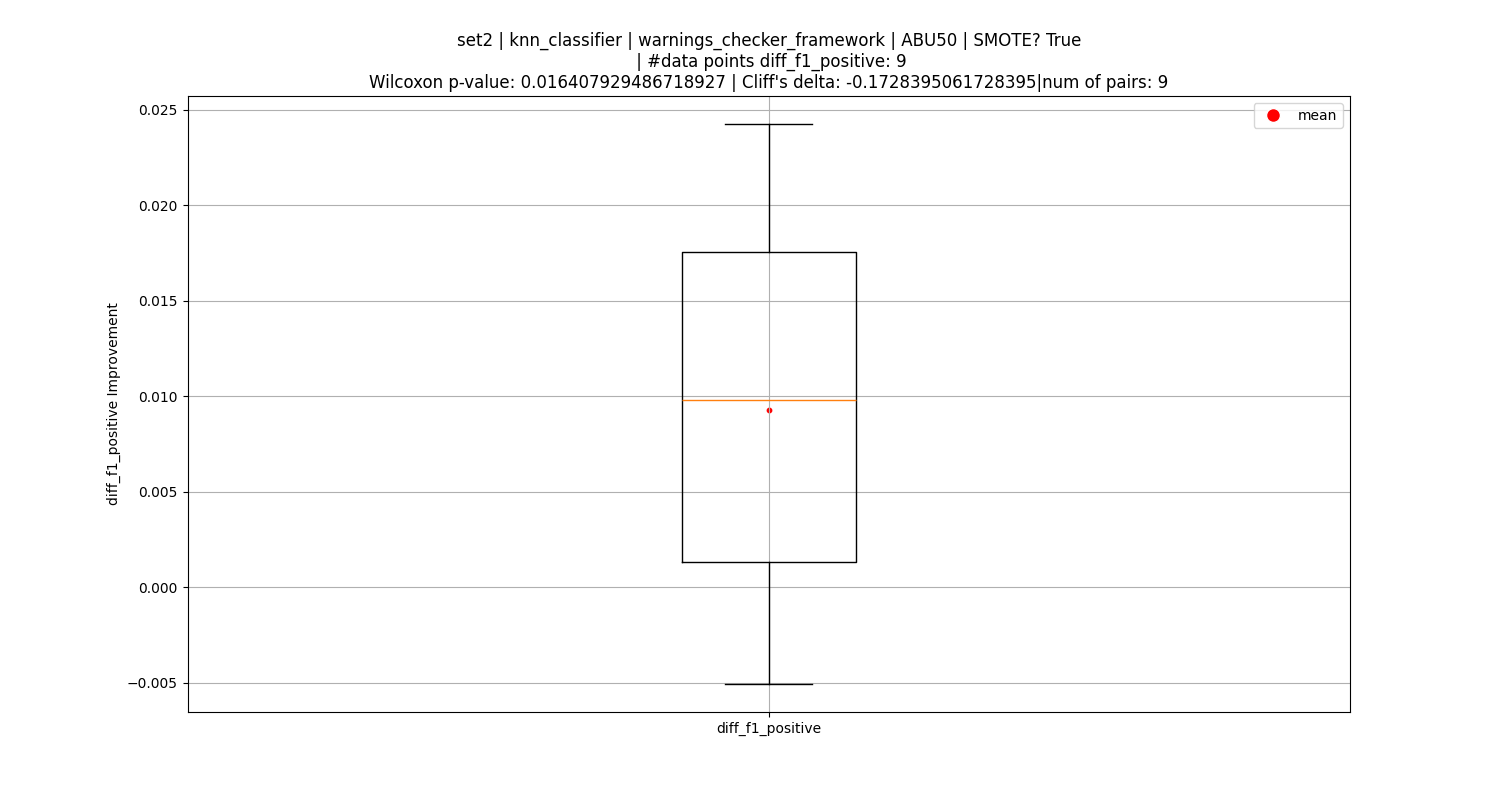 set2 | knn_classifier | warnings_checker_framework | ABU50 | SMOTE? True
| #data points diff_f1_positive: 9
Wilcoxon p-value: 0.016407929486718927 | Cliff's delta: -0.1728395061728395|num of pairs: 9
mean
0.025
0.020
0.015
0.010
0.005
0.000
−0.005
diff_f1_positive Improvement
diff_f1_positive